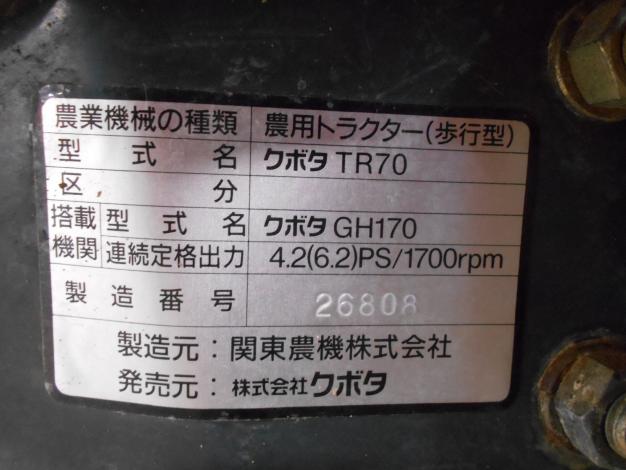 農業機械の種類 農用トラクター(歩行型)
型式名 クボタ TR70
区分
搭載機関 型式名 クボタ GH170
連続定格出力 4.2(6.2)PS/1700rpm
製造番号 26808
製造元:関東農機株式会社
発売元:株式会社クボタ